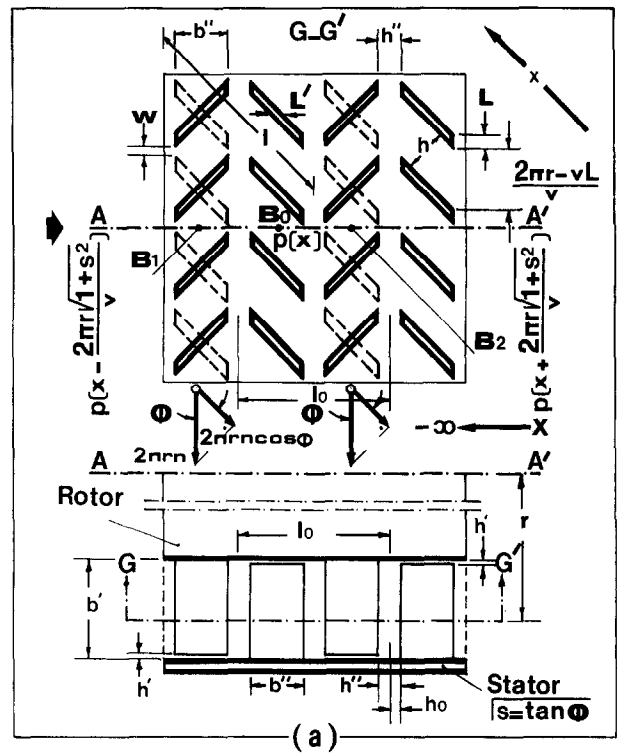 b" G-G' h"
x
L' L
l
w
h
2πr-vL
v
A B₀ A'
p(x)
B₁
p(x - 2πr√1+s²/v)
p(x + 2πr√1+s²/v)
B₂
l₀
Φ Φ
2πrncosΦ
-∞ X
2πrn
A A'
Rotor
h'
l₀
r
G G'
b'
h'
b" h"
h₀
Stator
s=tanΦ
(a)